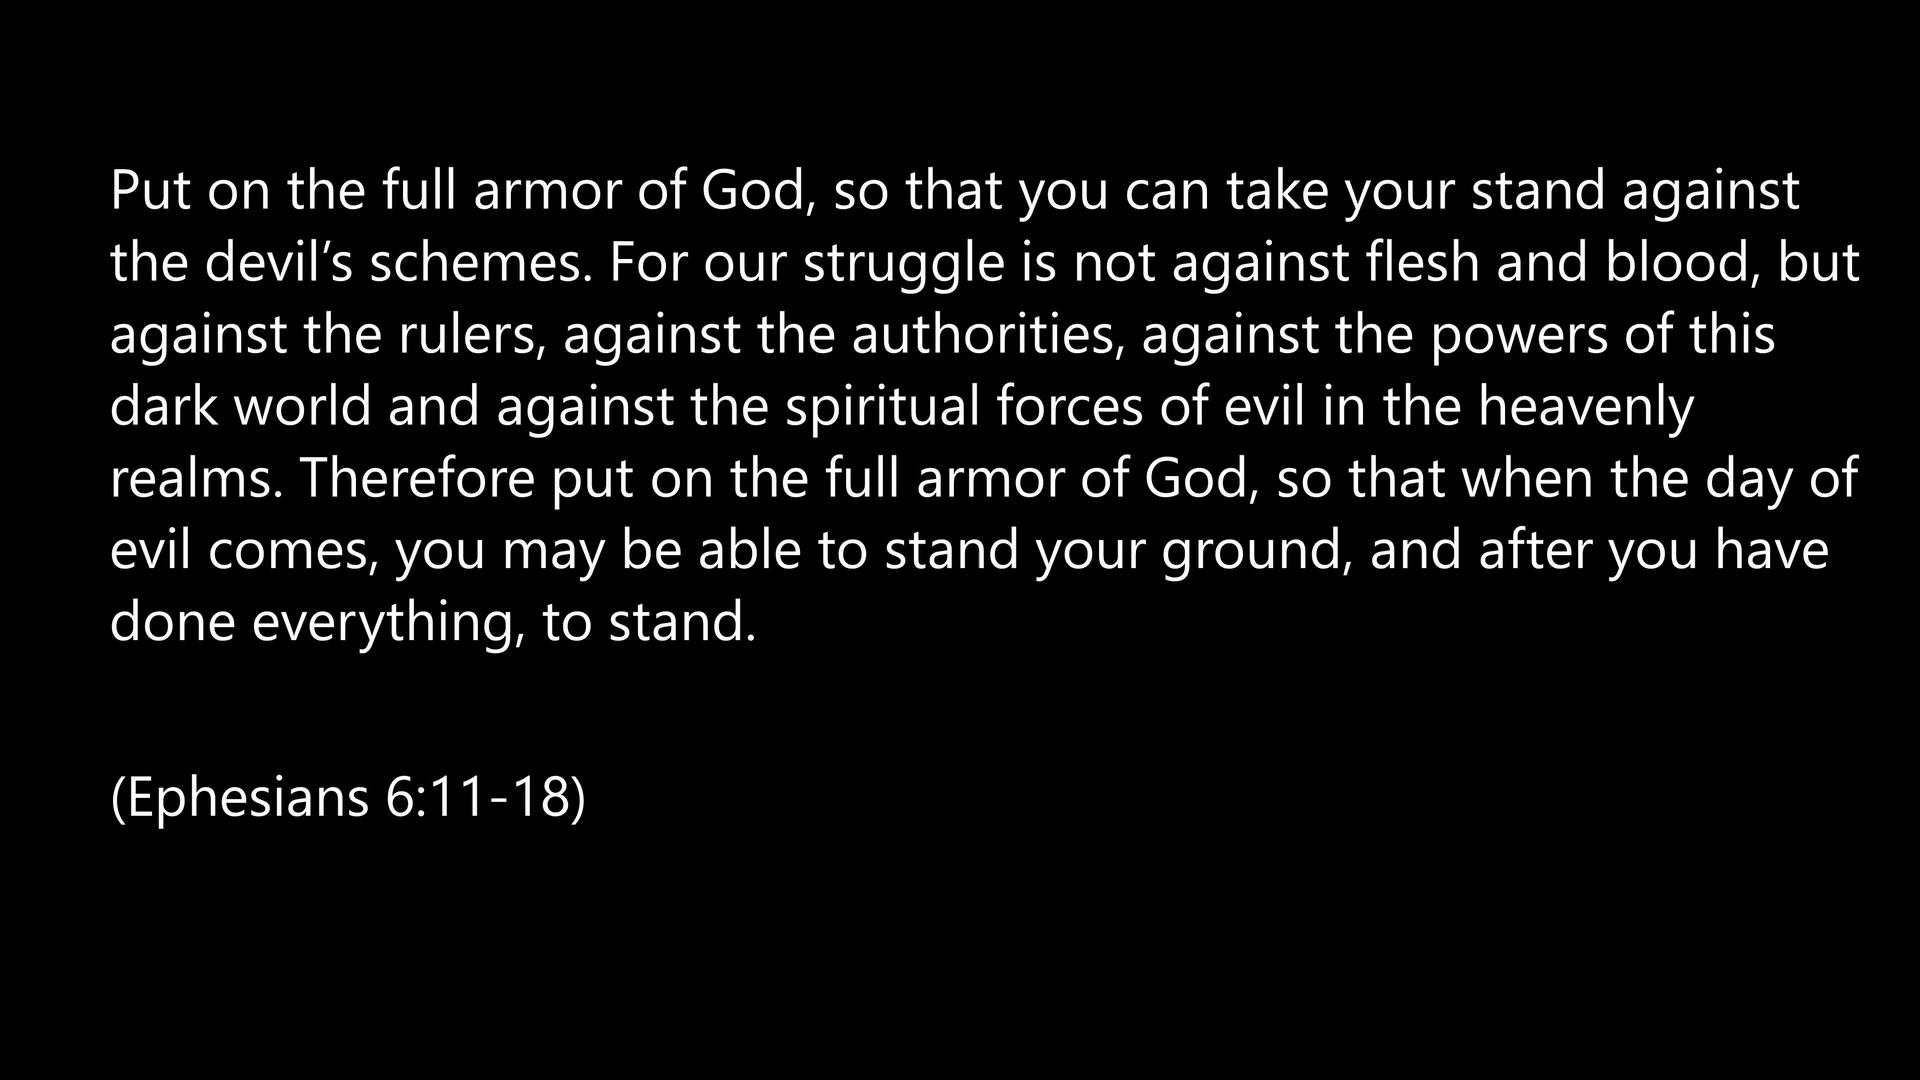 Put on the full armor of God, so that you can take your stand against
the devil’s schemes. For our struggle is not against flesh and blood, but
against the rulers, against the authorities, against the powers of this
dark world and against the spiritual forces of evil in the heavenly
realms. Therefore put on the full armor of God, so that when the day of
evil comes, you may be able to stand your ground, and after you have
done everything, to stand.
(Ephesians 6:11-18)